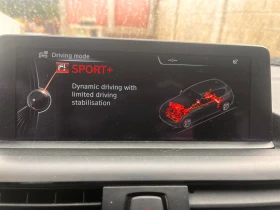 Driving mode
SPORT+
Dynamic driving with
limited driving
stabilisation